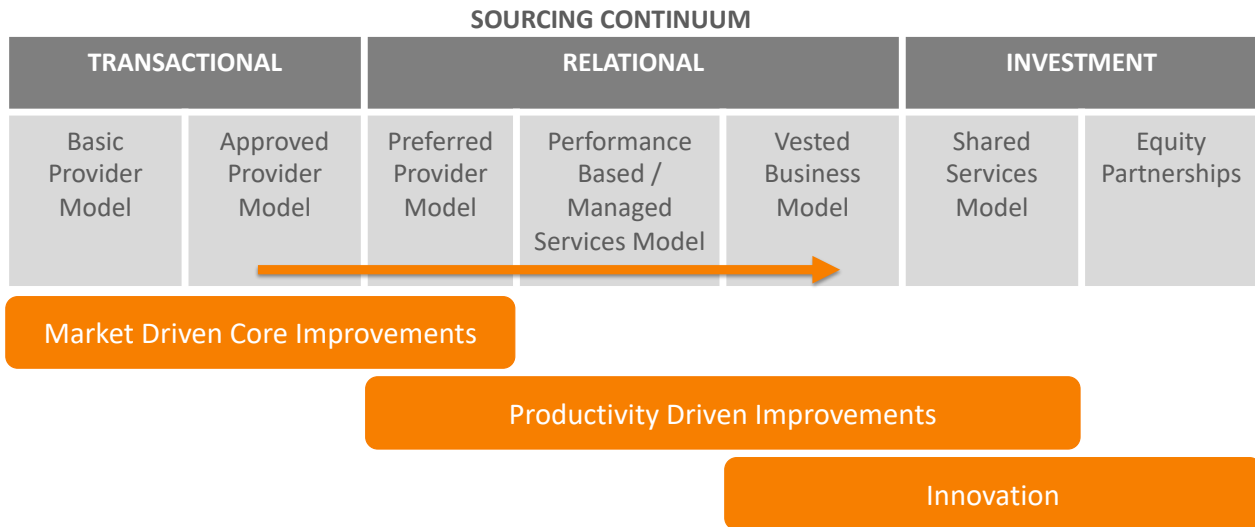 SOURCING CONTINUUM
TRANSACTIONAL
RELATIONAL
INVESTMENT
Basic
Provider
Model
Approved
Provider
Model
Preferred
Provider
Model
Performance
Based /
Managed
Services Model
Vested
Business
Model
Shared
Services
Model
Equity
Partnerships
Market Driven Core Improvements
Productivity Driven Improvements
Innovation